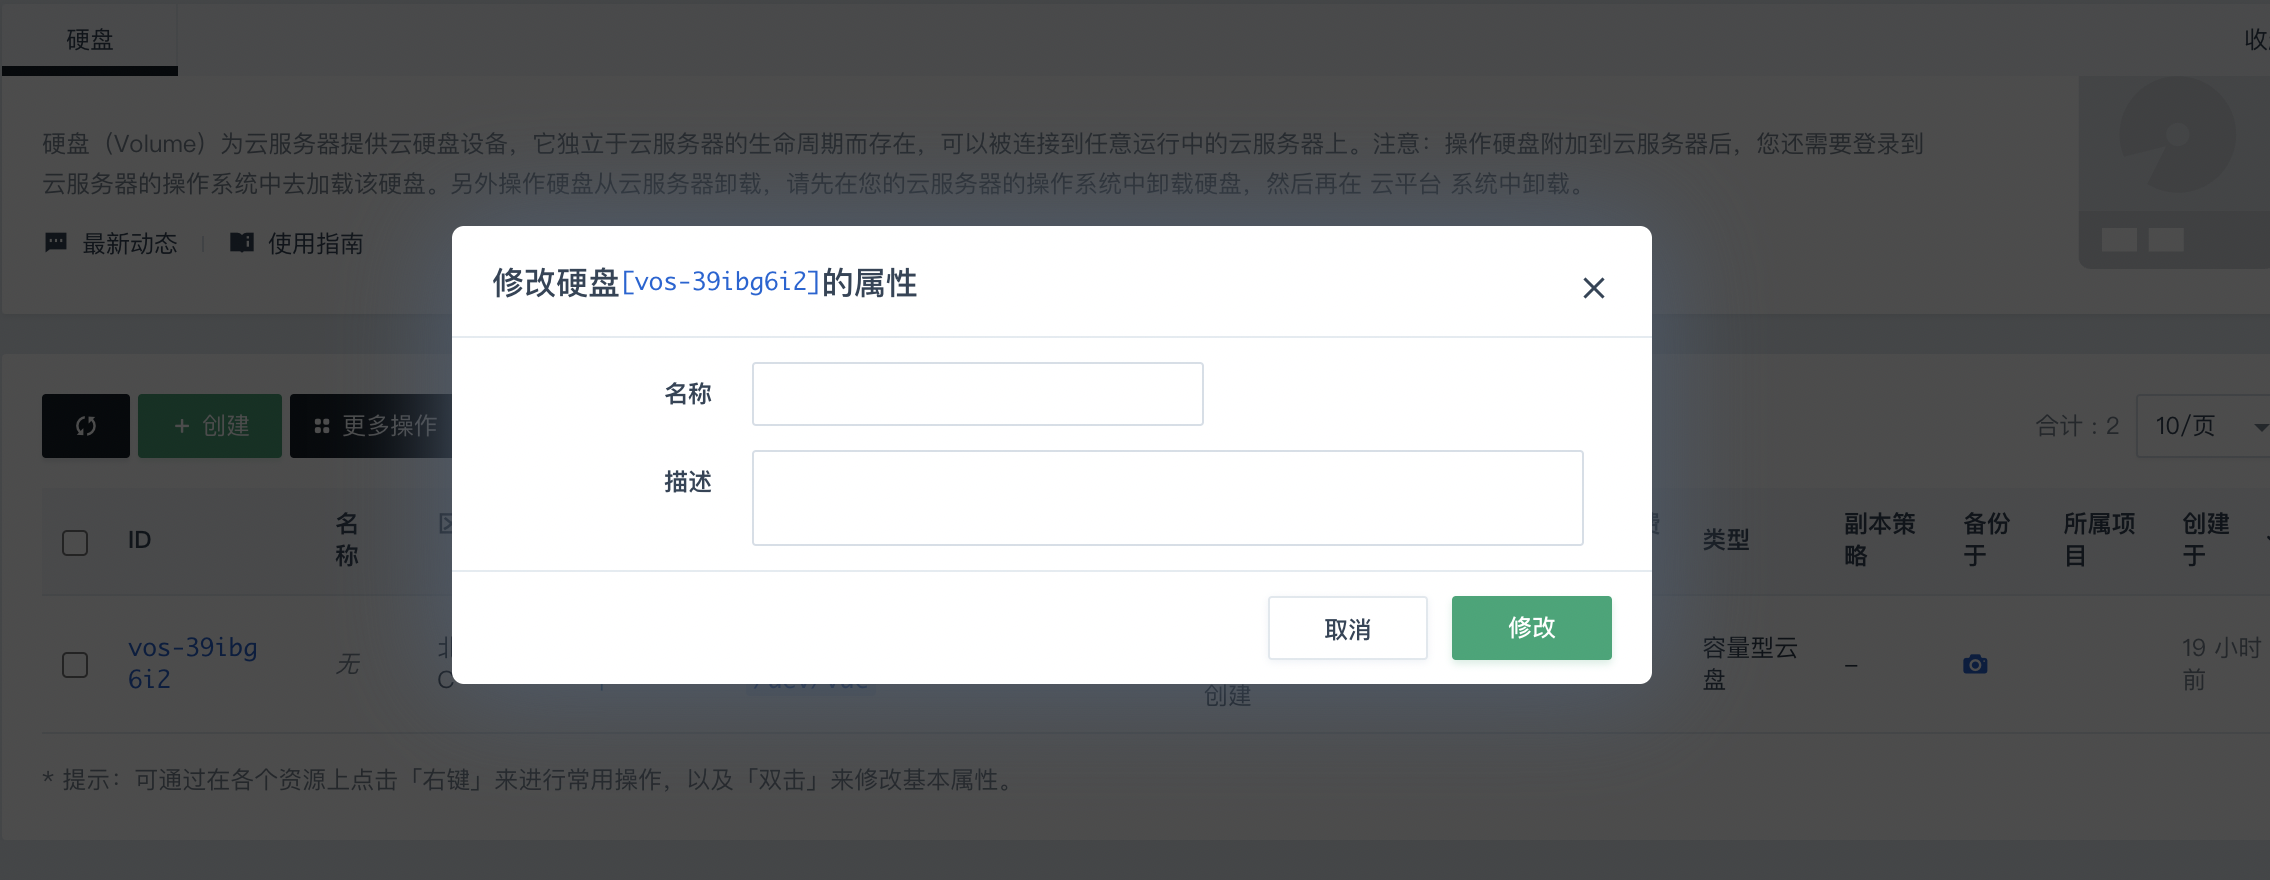 硬盘
收
硬盘（Volume）为云服务器提供云硬盘设备，它独立于云服务器的生命周期而存在，可以被连接到任意运行中的云服务器上。注意：操作硬盘附加到云服务器后，您还需要登录到
云服务器的操作系统中去加载该硬盘。另外操作硬盘从云服务器卸载，请先在您的云服务器的操作系统中卸载硬盘，然后再在 云平台 系统中卸载。
最新动态
使用指南
修改硬盘[vos-39ibg6i2]的属性
名称
描述
取消
修改
+ 创建
更多操作
合计：2
10/页
ID
名
称
类型
副本策
略
备份
于
所属项
目
创建
于
vos-39ibg
6i2
无
创建
容量型云
盘
–
19 小时
前
* 提示：可通过在各个资源上点击「右键」来进行常用操作，以及「双击」来修改基本属性。